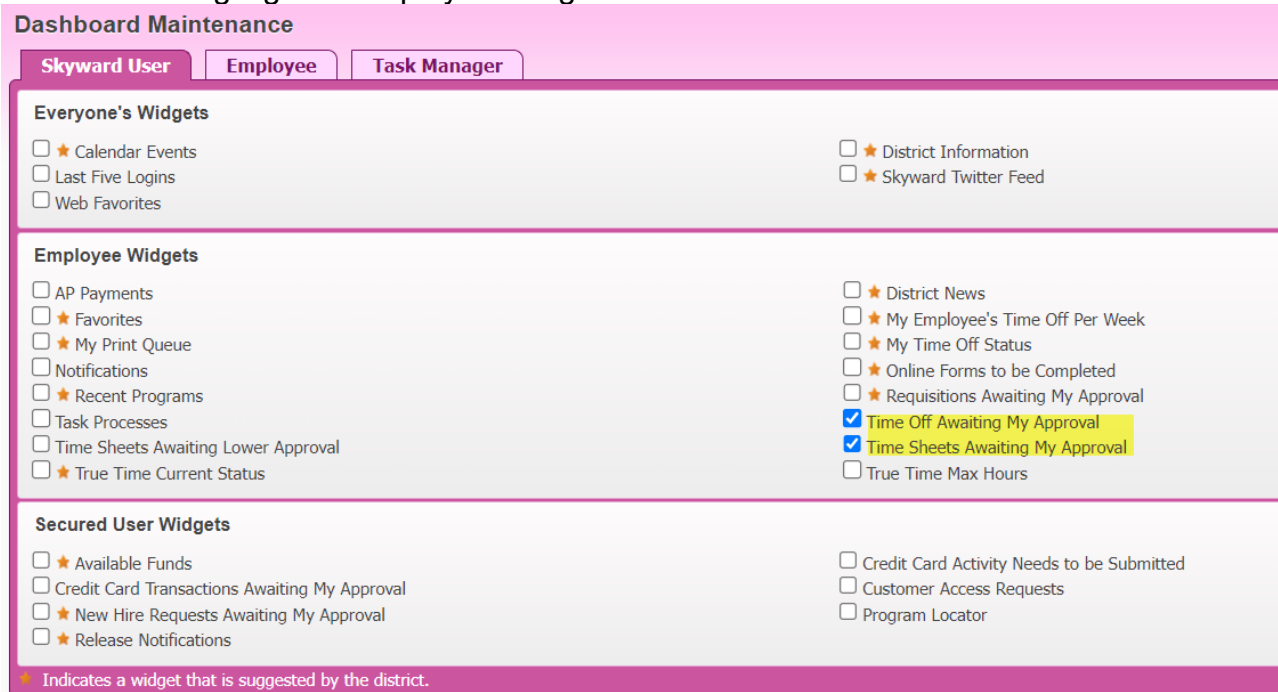 Dashboard Maintenance
Skyward User Employee Task Manager
Everyone's Widgets
Calendar Events
Last Five Logins
Web Favorites
District Information
Skyward Twitter Feed
Employee Widgets
AP Payments
Favorites
My Print Queue
Notifications
Recent Programs
Task Processes
Time Sheets Awaiting Lower Approval
True Time Current Status
District News
My Employee's Time Off Per Week
My Time Off Status
Online Forms to be Completed
Requisitions Awaiting My Approval
Time Off Awaiting My Approval
Time Sheets Awaiting My Approval
True Time Max Hours
Secured User Widgets
Available Funds
Credit Card Transactions Awaiting My Approval
New Hire Requests Awaiting My Approval
Release Notifications
Credit Card Activity Needs to be Submitted
Customer Access Requests
Program Locator
Indicates a widget that is suggested by the district.